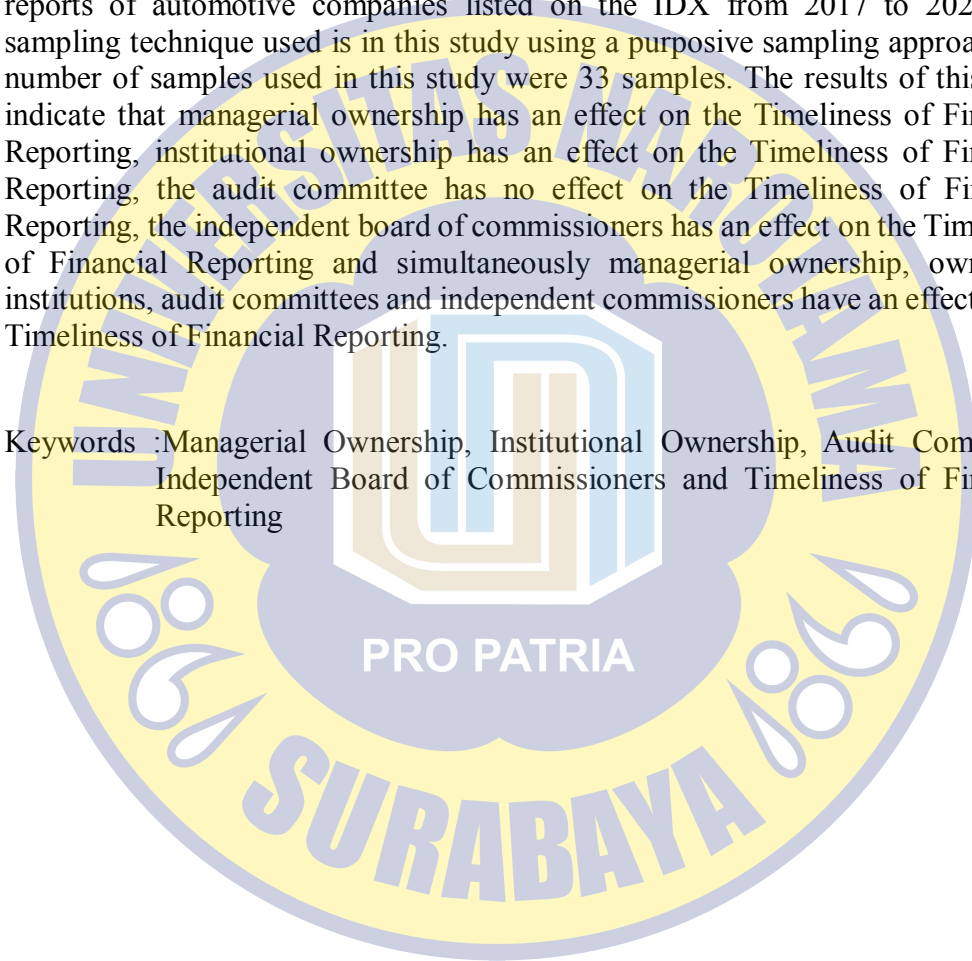 reports of automotive companies listed on the IDX from 2017 to 202
sampling technique used is in this study using a purposive sampling approa
number of samples used in this study were 33 samples. The results of this
indicate that managerial ownership has an effect on the Timeliness of Fi
Reporting, institutional ownership has an effect on the Timeliness of Fi
Reporting, the audit committee has no effect on the Timeliness of Fi
Reporting, the independent board of commissioners has an effect on the Tim
of Financial Reporting and simultaneously managerial ownership, own
institutions, audit committees and independent commissioners have an effect
Timeliness of Financial Reporting.
Keywords :Managerial Ownership, Institutional Ownership, Audit Com
Independent Board of Commissioners and Timeliness of Fi
Reporting
UNIVERSITAS NAROTAMA
PRO PATRIA
SURABAYA